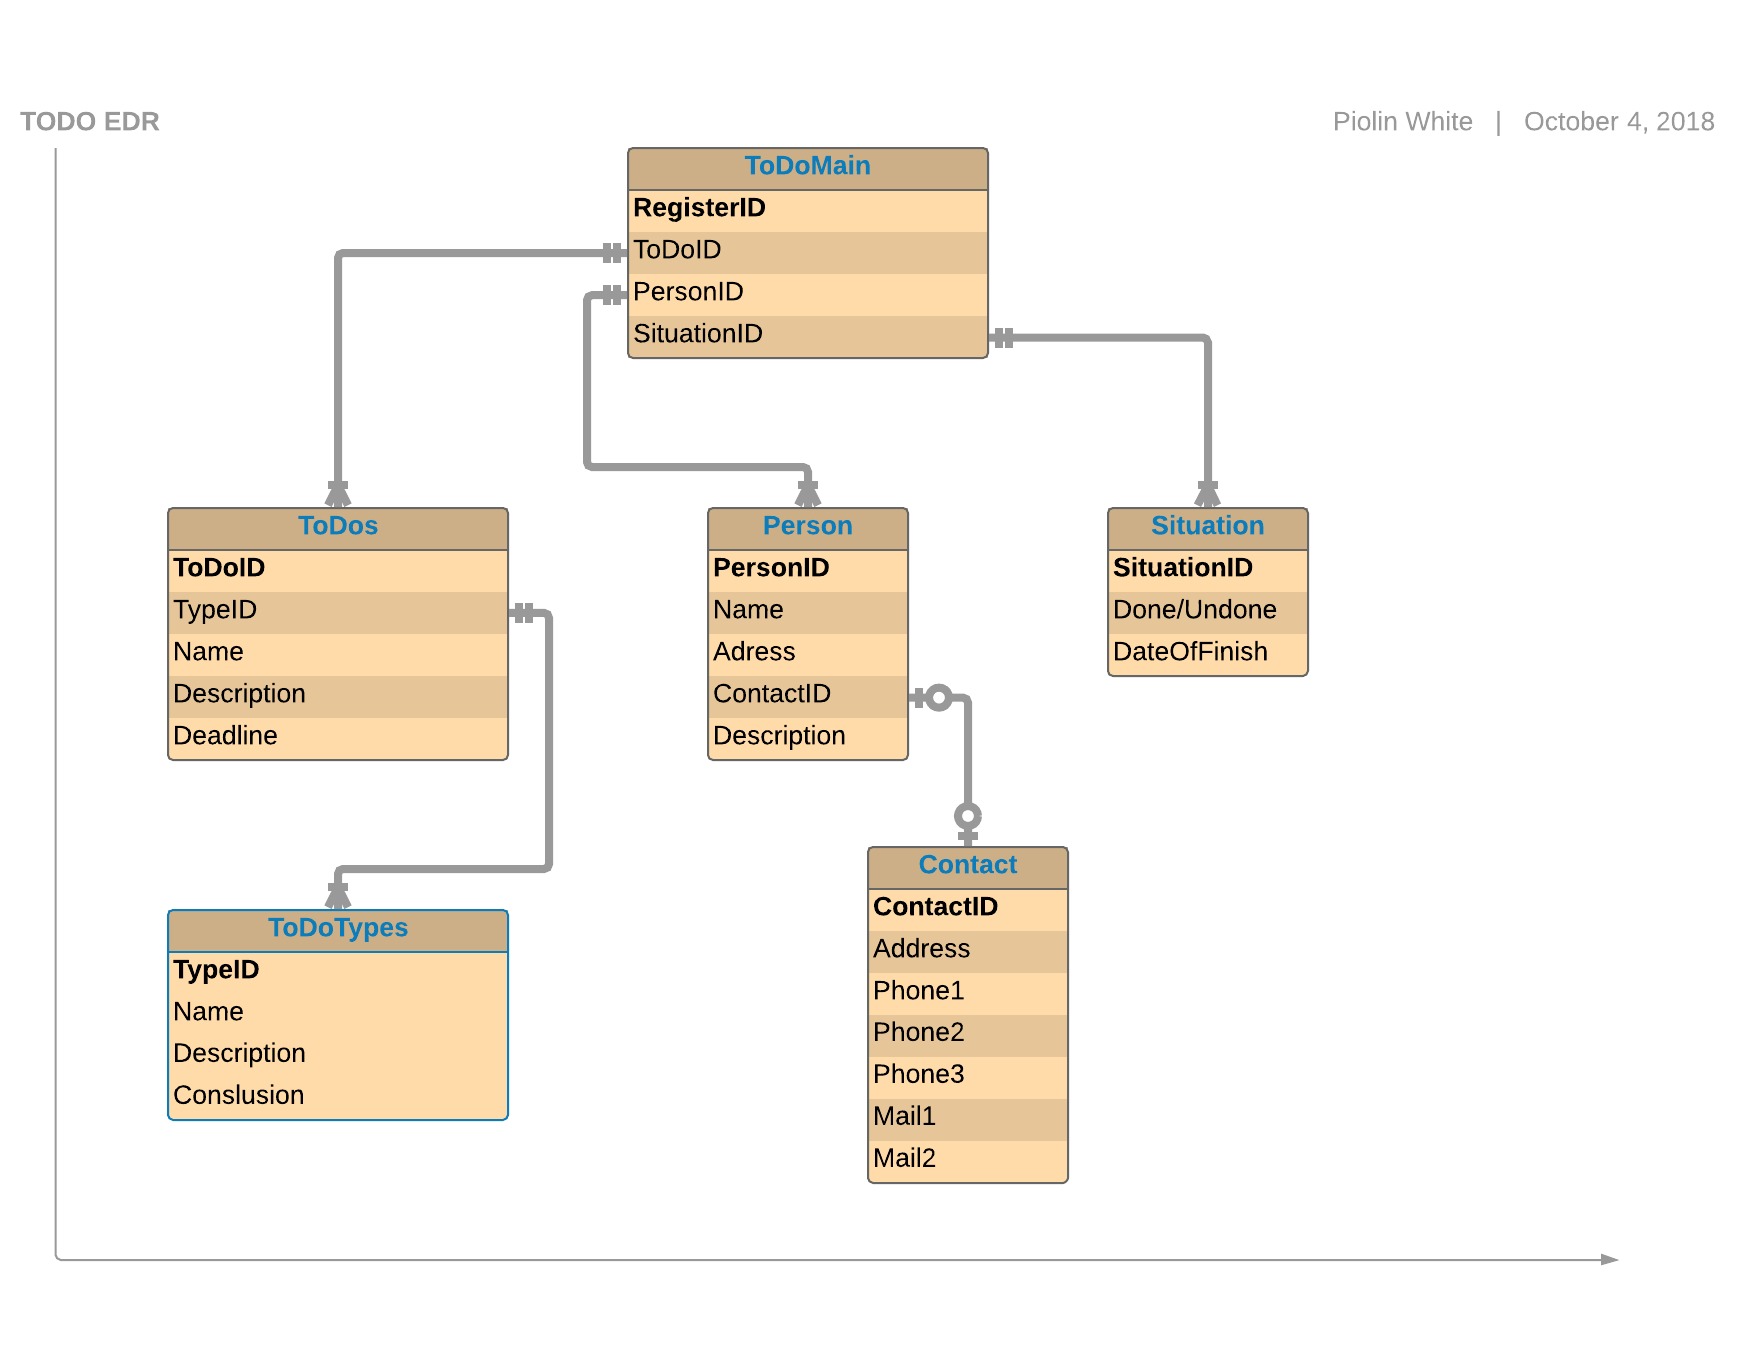 TODO EDR
Piolin White | October 4, 2018
ToDoMain
RegisterID
ToDoID
PersonID
SituationID
ToDos
ToDoID
TypeID
Name
Description
Deadline
Person
PersonID
Name
Adress
ContactID
Description
Situation
SituationID
Done/Undone
DateOfFinish
ToDoTypes
TypeID
Name
Description
Conslusion
Contact
ContactID
Address
Phone1
Phone2
Phone3
Mail1
Mail2